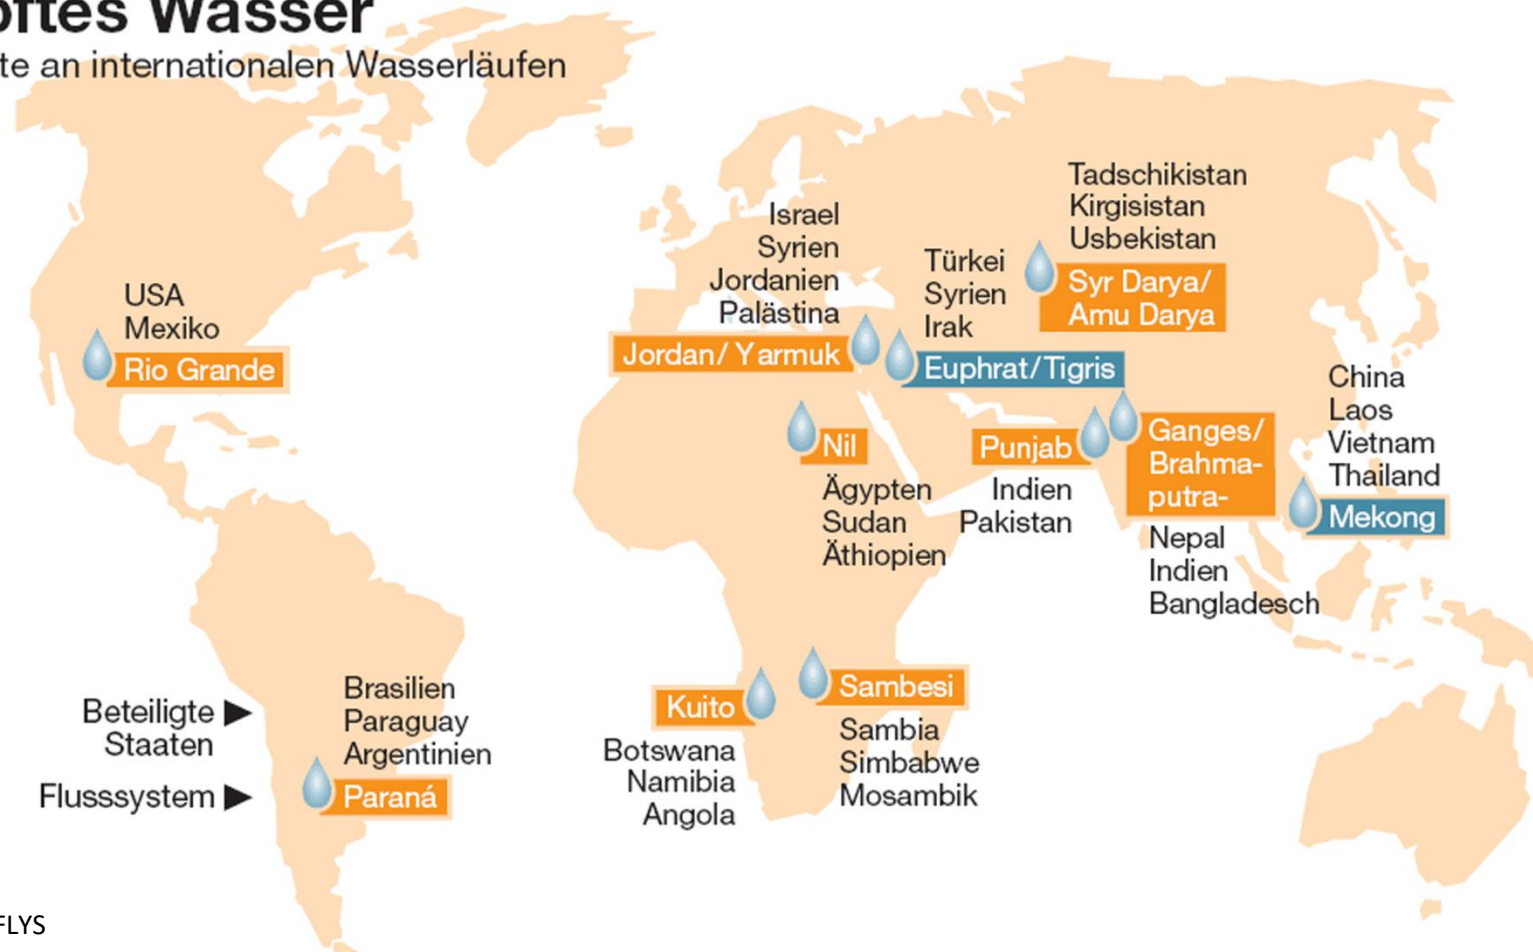 oftes Wasser
te an internationalen Wasserläufen
USA
Mexiko
Rio Grande
Israel
Syrien
Jordanien
Palästina
Jordan/Yarmuk
Türkei
Syrien
Irak
Euphrat/Tigris
Tadschikistan
Kirgisistan
Usbekistan
Syr Darya/
Amu Darya
China
Laos
Vietnam
Thailand
Mekong
Nil
Ägypten
Sudan
Äthiopien
Punjab
Indien
Pakistan
Ganges/
Brahma-
putra-
Nepal
Indien
Bangladesch
Beteiligte
Staaten
Flusssystem
Brasilien
Paraguay
Argentinien
Paraná
Kuito
Botswana
Namibia
Angola
Sambesi
Sambia
Simbabwe
Mosambik
FLYS